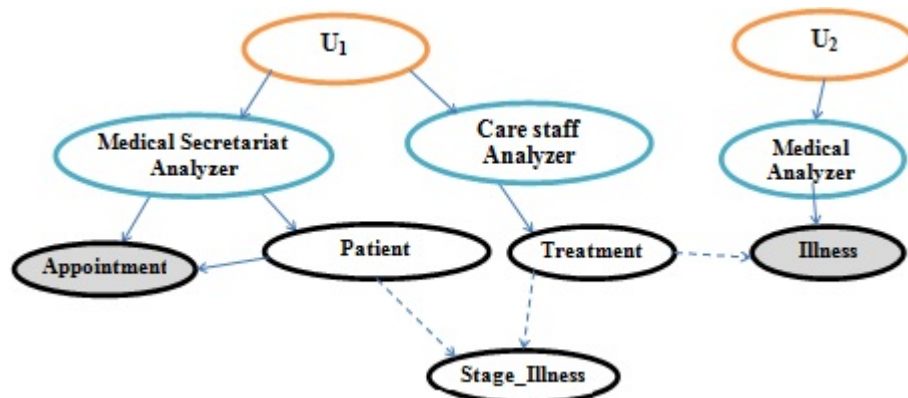 U₁
U₂
Medical Secretariat
Analyzer
Care staff
Analyzer
Medical
Analyzer
Appointment
Patient
Treatment
Illness
Stage_Illness